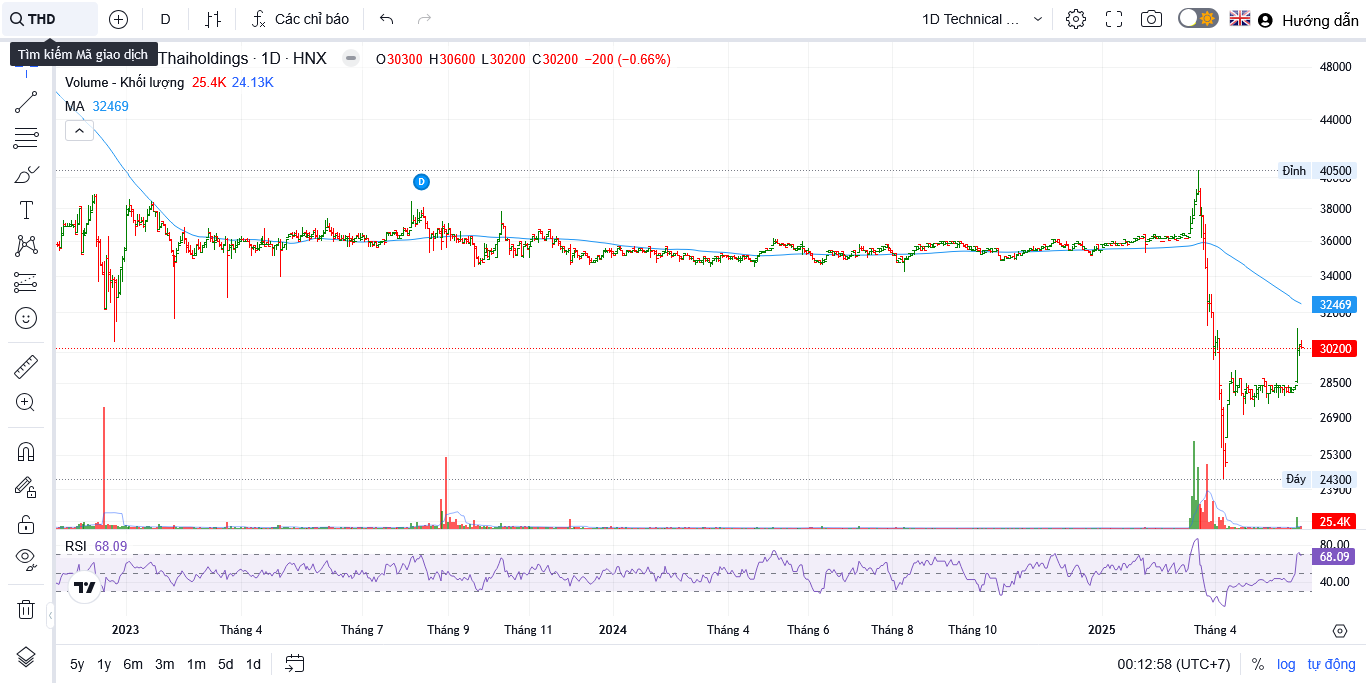 THD D Các chỉ báo 1D Technical ... Hướng dẫn
Tìm kiếm Mã giao dịch
Thaiholdings · 1D · HNX O30300 H30600 L30200 C30200 −200 (−0.66%)
Volume - Khối lượng 25.4K 24.13K
MA 32469
48000
44000
Đỉnh 40500
40000
D
38000
36000
34000
32469
32000
30200
28500
26900
25300
Đáy 24300
23900
25.4K
RSI 68.09
80.00
68.09
40.00
2023 Tháng 4 Tháng 7 Tháng 9 Tháng 11 2024 Tháng 4 Tháng 6 Tháng 8 Tháng 10 2025 Tháng 4
5y 1y 6m 3m 1m 5d 1d 00:12:58 (UTC+7) % log tự động